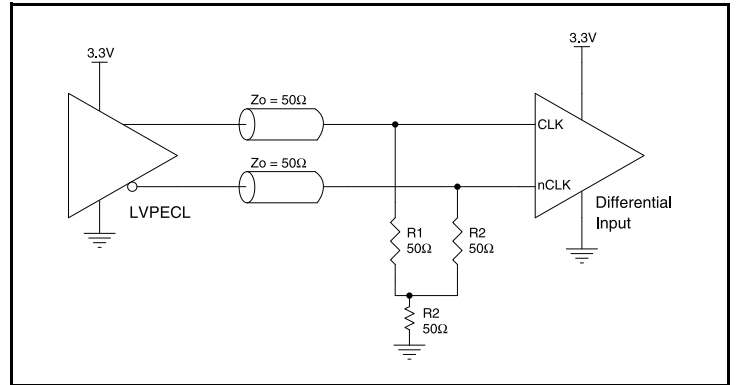 3.3V
3.3V
Zo = 50Ω
CLK
Zo = 50Ω
nCLK
LVPECL
Differential
Input
R1
50Ω
R2
50Ω
R2
50Ω